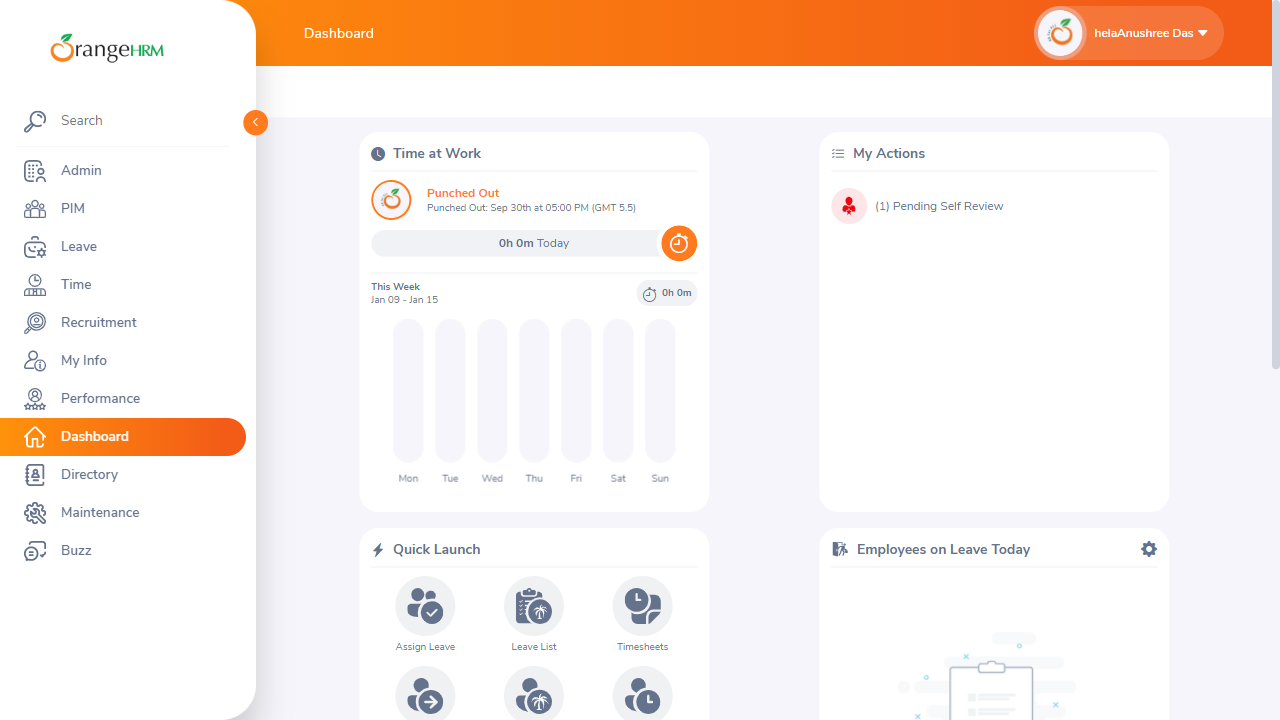 OrangeHRM
Dashboard
helaAnushree Das
Search
Admin
PIM
Leave
Time
Recruitment
My Info
Performance
Dashboard
Directory
Maintenance
Buzz
Time at Work
Punched Out
Punched Out: Sep 30th at 05:00 PM (GMT 5.5)
0h 0m Today
This Week
Jan 09 - Jan 15
0h 0m
Mon Tue Wed Thu Fri Sat Sun
My Actions
(1) Pending Self Review
Quick Launch
Assign Leave Leave List Timesheets
Employees on Leave Today